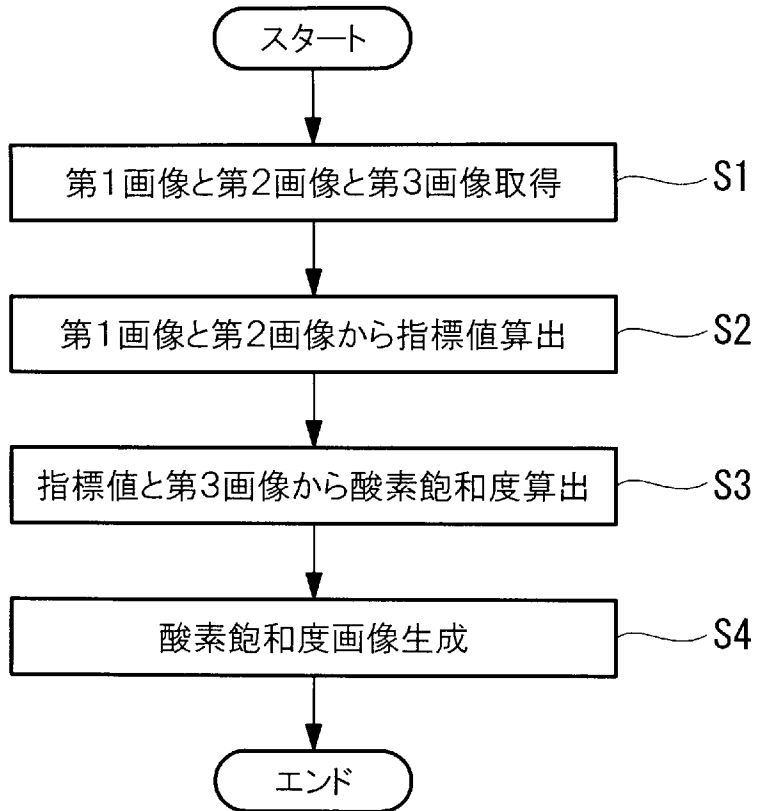 スタート
第1画像と第2画像と第3画像取得
S1
第1画像と第2画像から指標値算出
S2
指標値と第3画像から酸素飽和度算出
S3
酸素飽和度画像生成
S4
エンド